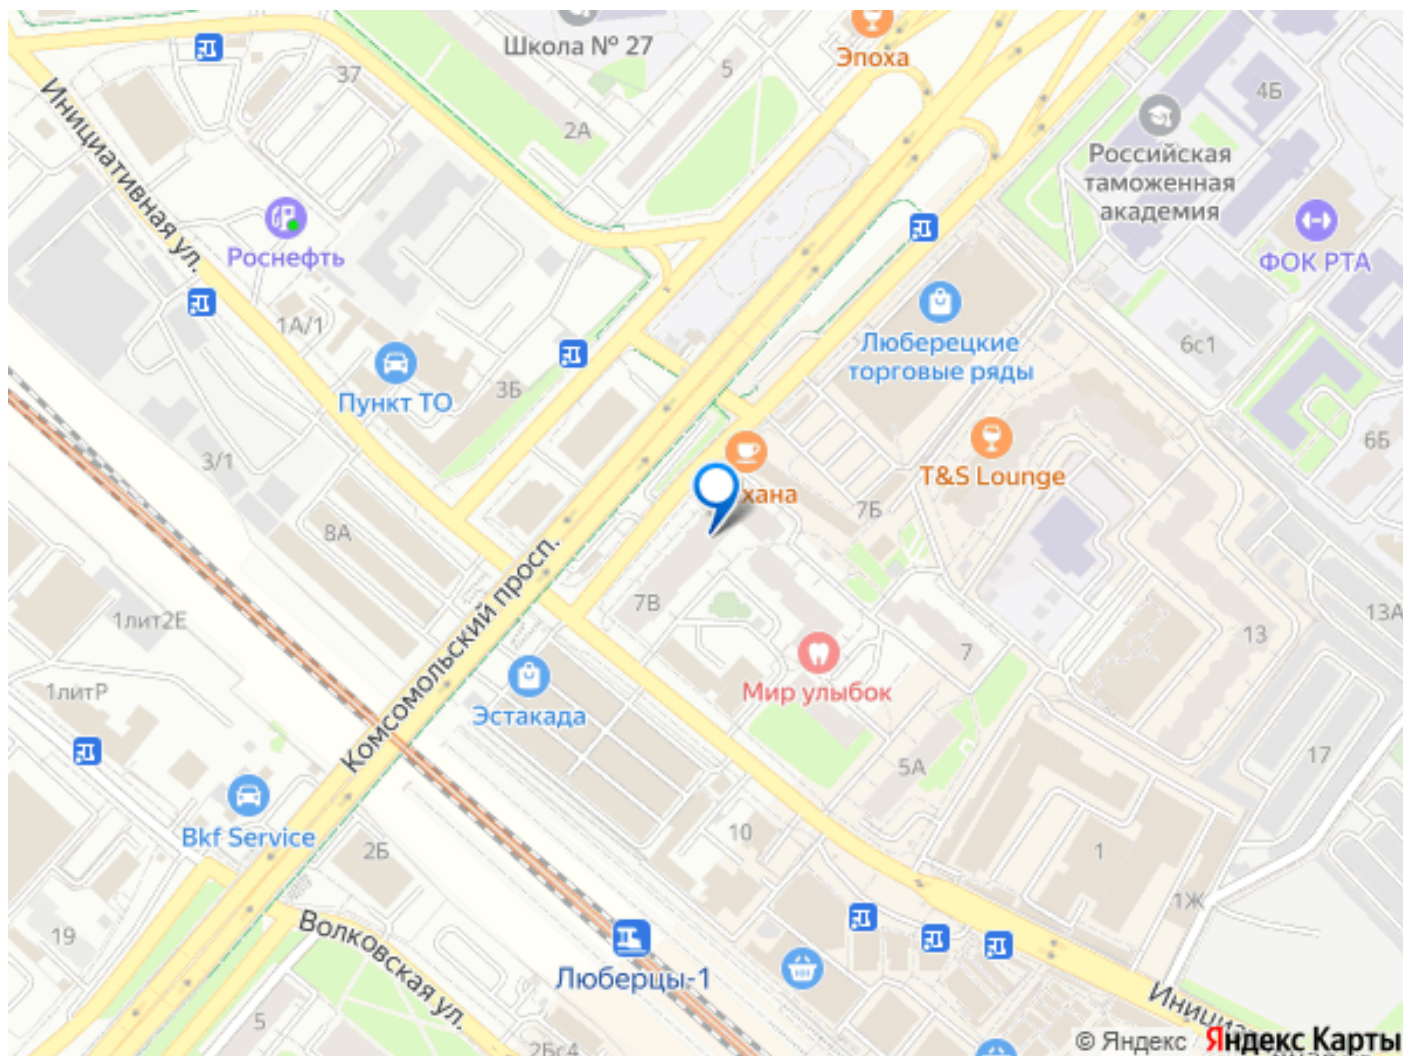 Школа № 27
Эпоха
5
37
2А
4Б
Российская
таможенная
академия
ФОК РТА
Инициативная ул.
Роснефть
1А/1
Пункт ТО
3Б
Люберецкие
торговые ряды
6с1
6Б
T&S Lounge
хана
7Б
3/1
8А
1лит2Е
7В
13А
13
7
Мир улыбок
1литР
Эстакада
Комсомольский просп.
17
5А
Bkf Service
2Б
10
1
1Ж
19
Волковская ул.
Люберцы-1
5
2Бс4
Инициа
© Яндекс Яндекс Карты